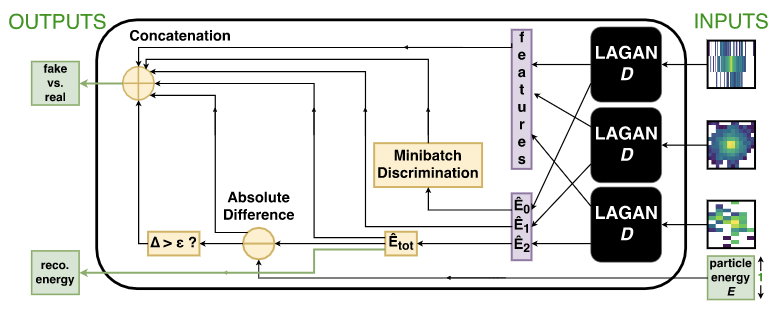 OUTPUTS
INPUTS
Concatenation
fake
vs.
real
f
e
a
t
u
r
e
s
LAGAN
D
LAGAN
D
LAGAN
D
Minibatch
Discrimination
Absolute
Difference
Ê0
Ê1
Ê2
Δ > ε ?
Êtot
reco.
energy
particle
energy
E
1